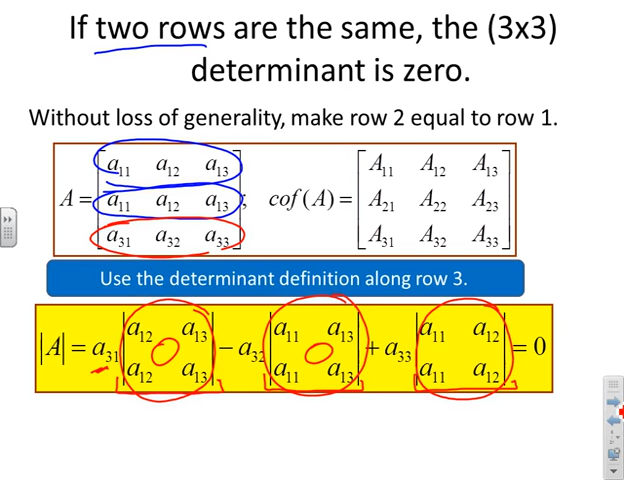 If two rows are the same, the (3x3)
determinant is zero.
Without loss of generality, make row 2 equal to row 1.
A = [a₁₁ a₁₂ a₁₃; a₁₁ a₁₂ a₁₃; a₃₁ a₃₂ a₃₃]; cof(A) = [A₁₁ A₁₂ A₁₃; A₂₁ A₂₂ A₂₃; A₃₁ A₃₂ A₃₃]
Use the determinant definition along row 3.
|A| = a₃₁ |a₁₂ a₁₃; a₁₂ a₁₃| − a₃₂ |a₁₁ a₁₃; a₁₁ a₁₃| + a₃₃ |a₁₁ a₁₂; a₁₁ a₁₂| = 0